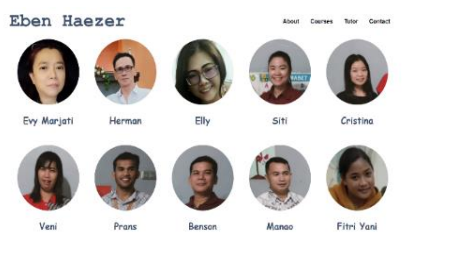 Eben Haezer
About Courses Tutor Contact
Evy Marjati Herman Elly Siti Cristina
Veni Prans Benson Manao Fitri Yani